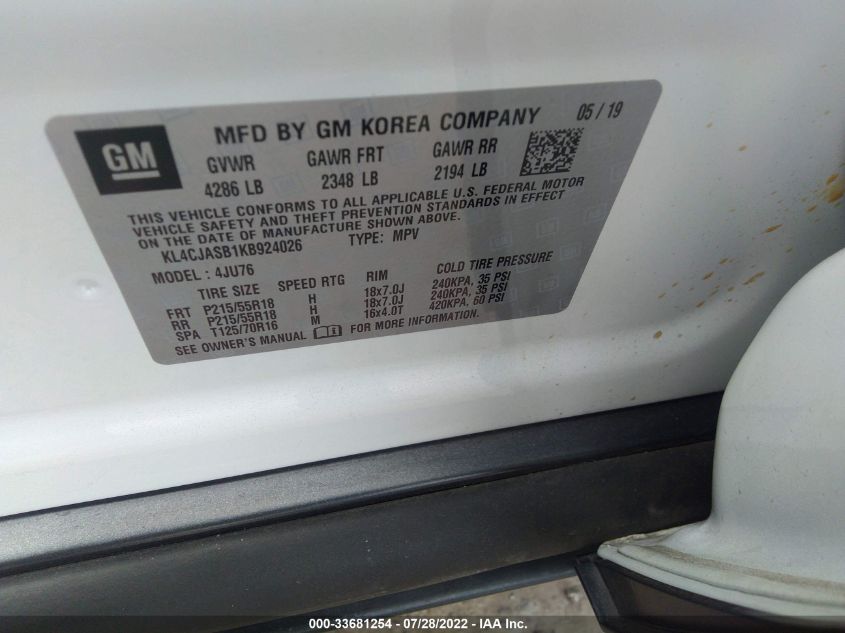 GM
MFD BY GM KOREA COMPANY 05 / 19
GVWR GAWR FRT GAWR RR
4286 LB 2348 LB 2194 LB
THIS VEHICLE CONFORMS TO ALL APPLICABLE U.S. FEDERAL MOTOR
VEHICLE SAFETY AND THEFT PREVENTION STANDARDS IN EFFECT
ON THE DATE OF MANUFACTURE SHOWN ABOVE.
KL4CJASB1KB924026 TYPE: MPV
MODEL : 4JU76
TIRE SIZE SPEED RTG RIM COLD TIRE PRESSURE
FRT P215/55R18 H 18x7.0J 240KPA, 35 PSI
RR P215/55R18 H 18x7.0J 240KPA, 35 PSI
SPA T125/70R16 M 16x4.0T 420KPA, 60 PSI
SEE OWNER'S MANUAL FOR MORE INFORMATION.
000-33681254 / 07/28/2022 - IAA Inc.